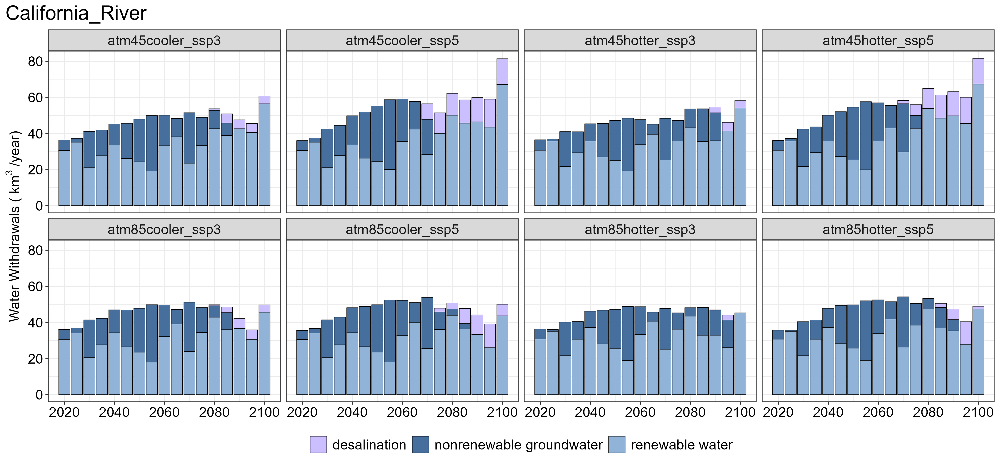 California_River
atm45cooler_ssp3
atm45cooler_ssp5
atm45hotter_ssp3
atm45hotter_ssp5
80
60
40
20
0
Water Withdrawals ( km³ /year)
atm85cooler_ssp3
atm85cooler_ssp5
atm85hotter_ssp3
atm85hotter_ssp5
80
60
40
20
0
2020 2040 2060 2080 2100
2020 2040 2060 2080 2100
2020 2040 2060 2080 2100
2020 2040 2060 2080 2100
desalination nonrenewable groundwater renewable water